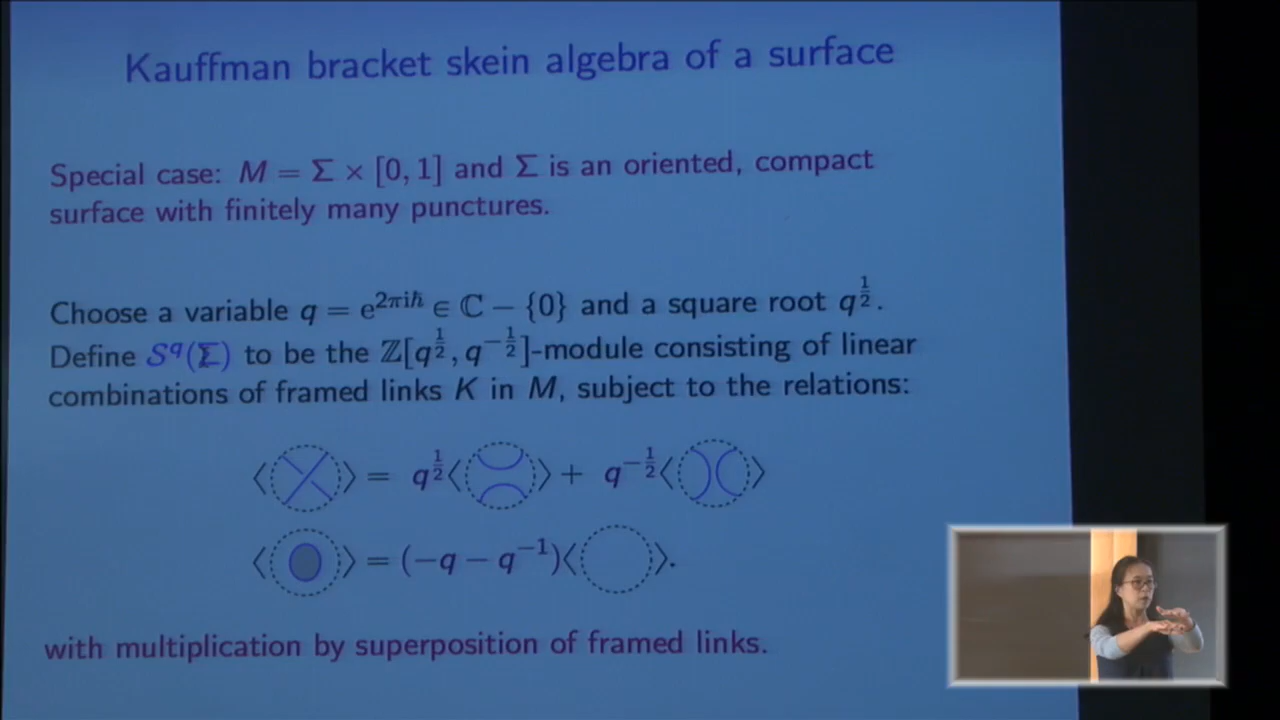 Kauffman bracket skein algebra of a surface
Special case: M = Σ × [0, 1] and Σ is an oriented, compact
surface with finitely many punctures.
Choose a variable q = e^{2πiℏ} ∈ ℂ − {0} and a square root q^{1/2}.
Define 𝒮^q(Σ) to be the ℤ[q^{1/2}, q^{−1/2}]-module consisting of linear
combinations of framed links K in M, subject to the relations:
⟨ ⟩ = q^{1/2}⟨ ⟩ + q^{−1/2}⟨ ⟩
⟨ ⟩ = (−q − q^{−1})⟨ ⟩.
with multiplication by superposition of framed links.